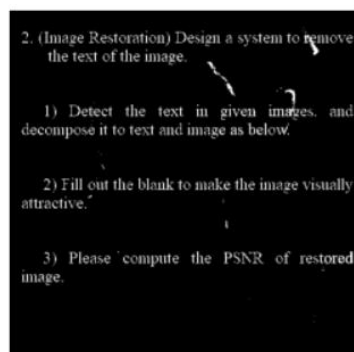 2. (Image Restoration) Design a system to remove
the text of the image.
1) Detect the text in given images, and
decompose it to text and image as below.
2) Fill out the blank to make the image visually
attractive.
3) Please compute the PSNR of restored
image.